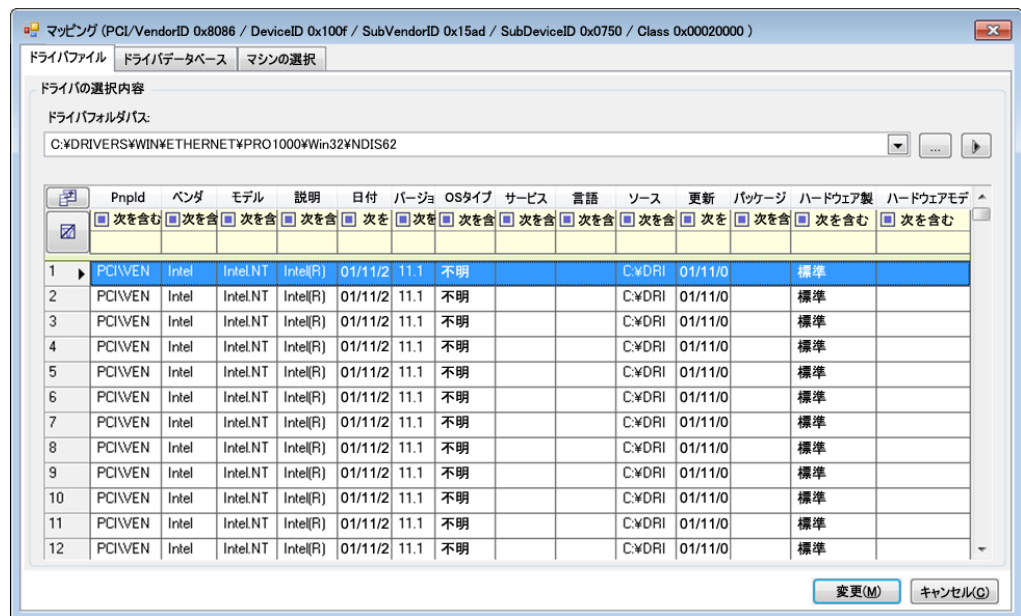 マッピング (PCI/VendorID 0x8086 / DeviceID 0x100f / SubVendorID 0x15ad / SubDeviceID 0x0750 / Class 0x00020000 )
ドライバファイル ドライバデータベース マシンの選択
ドライバの選択内容
ドライバフォルダパス:
C:¥DRIVERS¥WIN¥ETHERNET¥PRO1000¥Win32¥NDIS62 ...
PnpId ベンダ モデル 説明 日付 バージョ OSタイプ サービス 言語 ソース 更新 パッケージ ハードウェア製 ハードウェアモデ
次を含む 次を含 次を含 次を含 次を 次を 次を含 次を含 次を含 次を含 次を 次を含 次を含む 次を含む
1 PCI\VEN Intel Intel.NT Intel(R) 01/11/2 11.1 不明 C:¥DRI 01/11/0 標準
2 PCI\VEN Intel Intel.NT Intel(R) 01/11/2 11.1 不明 C:¥DRI 01/11/0 標準
3 PCI\VEN Intel Intel.NT Intel(R) 01/11/2 11.1 不明 C:¥DRI 01/11/0 標準
4 PCI\VEN Intel Intel.NT Intel(R) 01/11/2 11.1 不明 C:¥DRI 01/11/0 標準
5 PCI\VEN Intel Intel.NT Intel(R) 01/11/2 11.1 不明 C:¥DRI 01/11/0 標準
6 PCI\VEN Intel Intel.NT Intel(R) 01/11/2 11.1 不明 C:¥DRI 01/11/0 標準
7 PCI\VEN Intel Intel.NT Intel(R) 01/11/2 11.1 不明 C:¥DRI 01/11/0 標準
8 PCI\VEN Intel Intel.NT Intel(R) 01/11/2 11.1 不明 C:¥DRI 01/11/0 標準
9 PCI\VEN Intel Intel.NT Intel(R) 01/11/2 11.1 不明 C:¥DRI 01/11/0 標準
10 PCI\VEN Intel Intel.NT Intel(R) 01/11/2 11.1 不明 C:¥DRI 01/11/0 標準
11 PCI\VEN Intel Intel.NT Intel(R) 01/11/2 11.1 不明 C:¥DRI 01/11/0 標準
12 PCI\VEN Intel Intel.NT Intel(R) 01/11/2 11.1 不明 C:¥DRI 01/11/0 標準
変更(M) キャンセル(C)